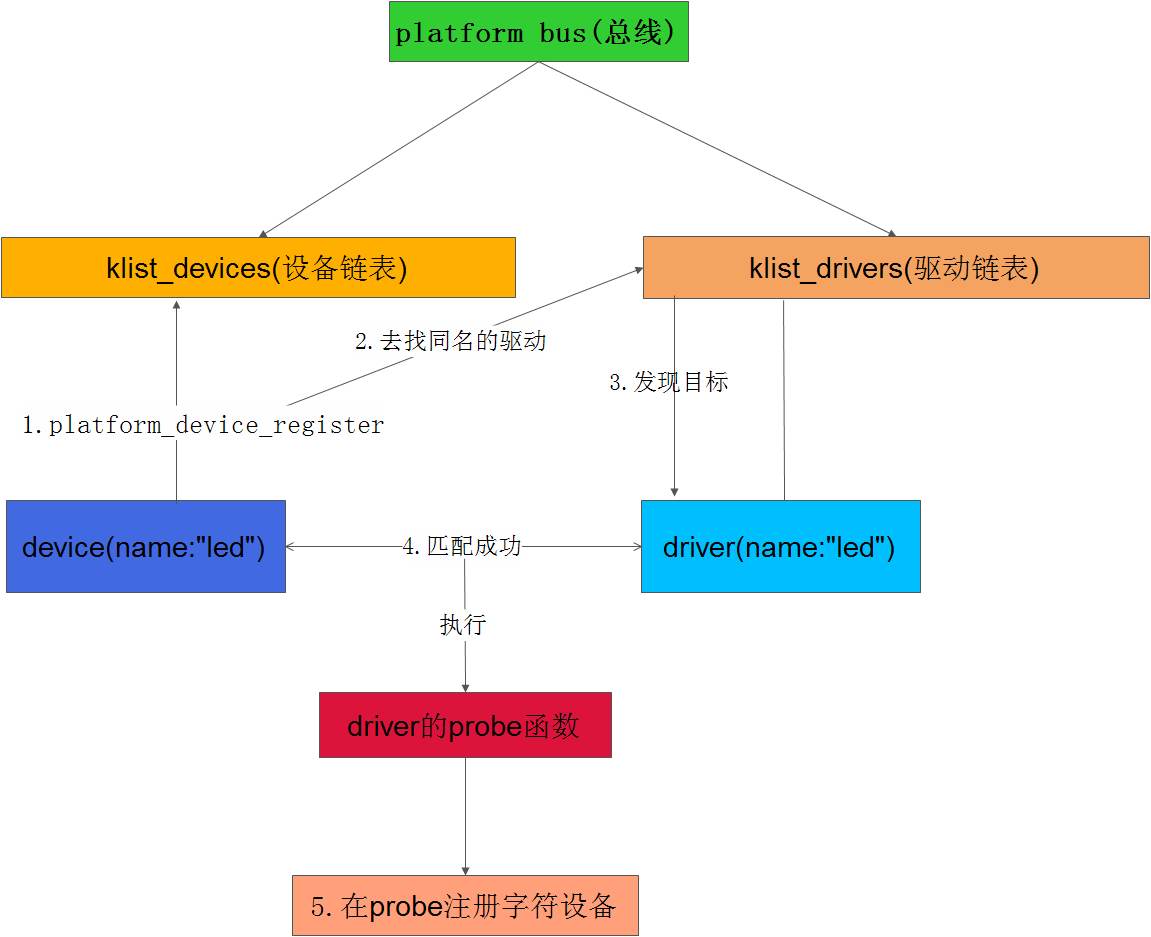 platform bus(总线)
klist_devices(设备链表)
klist_drivers(驱动链表)
2.去找同名的驱动
3.发现目标
1.platform_device_register
device(name:"led")
4.匹配成功
driver(name:"led")
执行
driver的probe函数
5.在probe注册字符设备